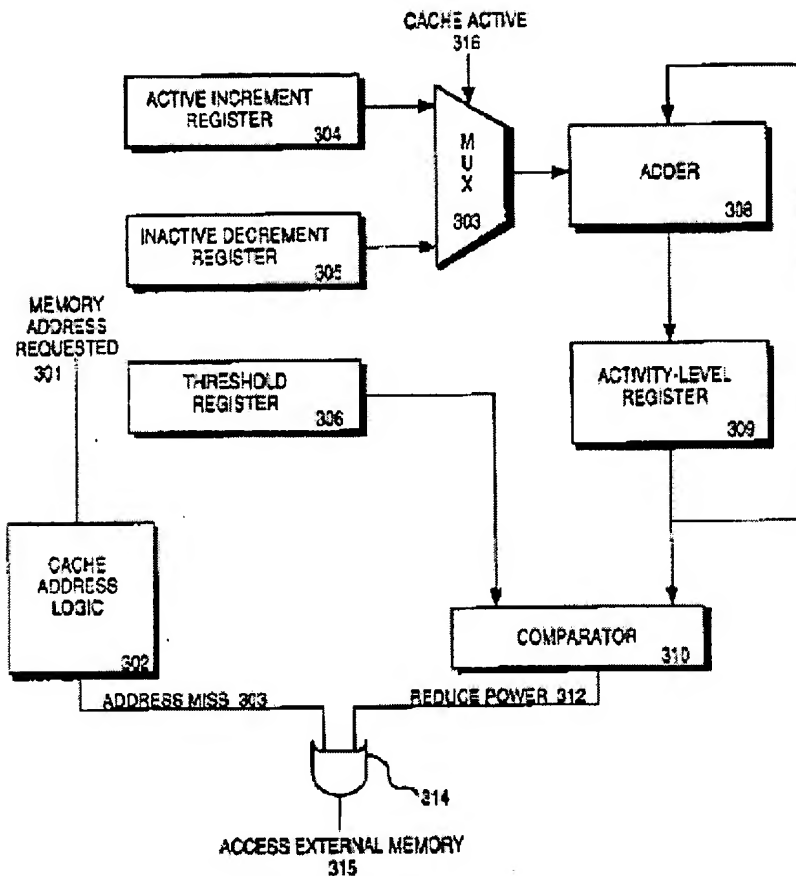 CACHE ACTIVE
316
ACTIVE INCREMENT
REGISTER
304
MUX
303
ADDER
308
INACTIVE DECREMENT
REGISTER
305
MEMORY
ADDRESS
REQUESTED
301
THRESHOLD
REGISTER
306
ACTIVITY-LEVEL
REGISTER
309
CACHE
ADDRESS
LOGIC
302
COMPARATOR
310
ADDRESS MISS 303
REDUCE POWER 312
314
ACCESS EXTERNAL MEMORY
315